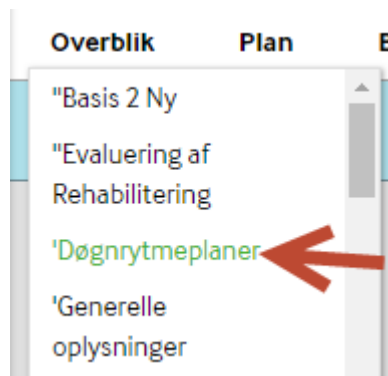 Overblik Plan
"Basis 2 Ny
"Evaluering af
Rehabilitering
'Døgnrytmeplaner
'Generelle
oplysninger